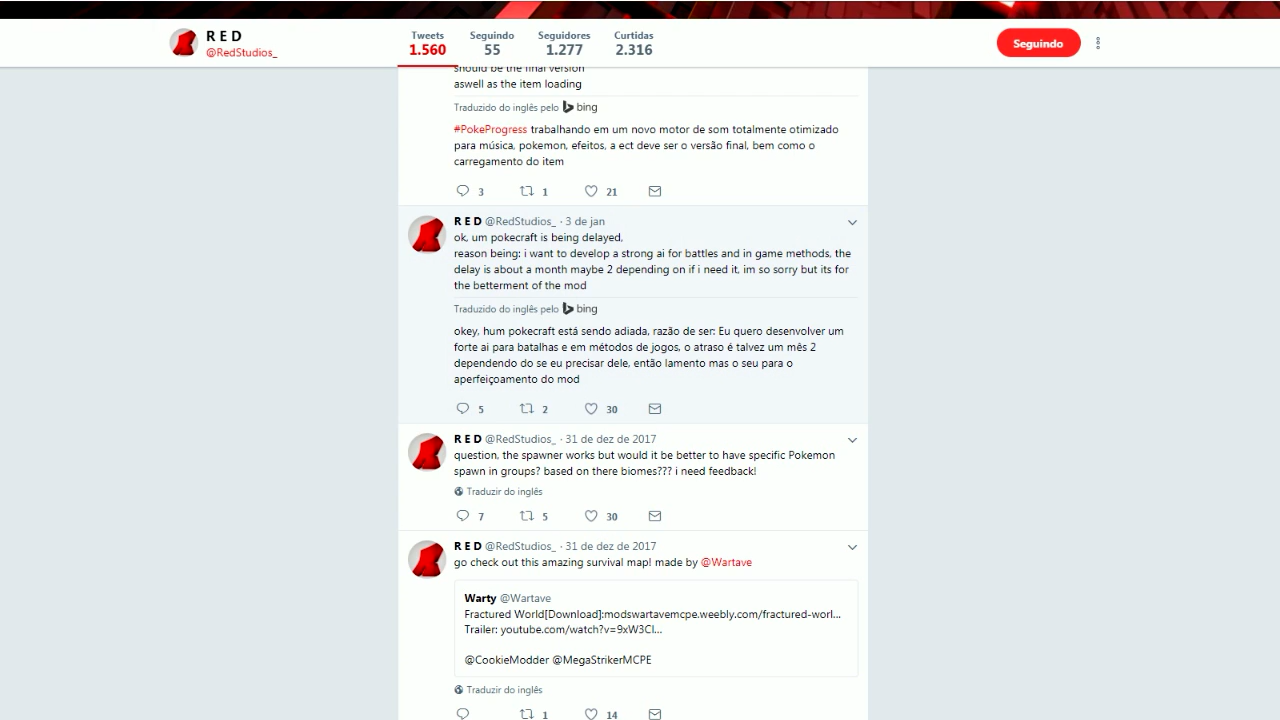 R E D
@RedStudios_
Tweets
1.560
Seguindo
55
Seguidores
1.277
Curtidas
2.316
Seguindo
should be the final version
aswell as the item loading
Traduzido do inglês pelo bing
#PokeProgress trabalhando em um novo motor de som totalmente otimizado
para música, pokemon, efeitos, a ect deve ser o versão final, bem como o
carregamento do item
3 1 21
R E D @RedStudios_ · 3 de jan
ok, um pokecraft is being delayed,
reason being: i want to develop a strong ai for battles and in game methods, the
delay is about a month maybe 2 depending on if i need it, im so sorry but its for
the betterment of the mod
Traduzido do inglês pelo bing
okey, hum pokecraft está sendo adiada, razão de ser: Eu quero desenvolver um
forte ai para batalhas e em métodos de jogos, o atraso é talvez um mês 2
dependendo do se eu precisar dele, então lamento mas o seu para o
aperfeiçoamento do mod
5 2 30
R E D @RedStudios_ · 31 de dez de 2017
question, the spawner works but would it be better to have specific Pokemon
spawn in groups? based on there biomes??? i need feedback!
Traduzir do inglês
7 5 30
R E D @RedStudios_ · 31 de dez de 2017
go check out this amazing survival map! made by @Wartave
Warty @Wartave
Fractured World[Download]:modswartavemcpe.weebly.com/fractured-worl...
Trailer: youtube.com/watch?v=9xW3Cl...
@CookieModder @MegaStrikerMCPE
Traduzir do inglês
1 14